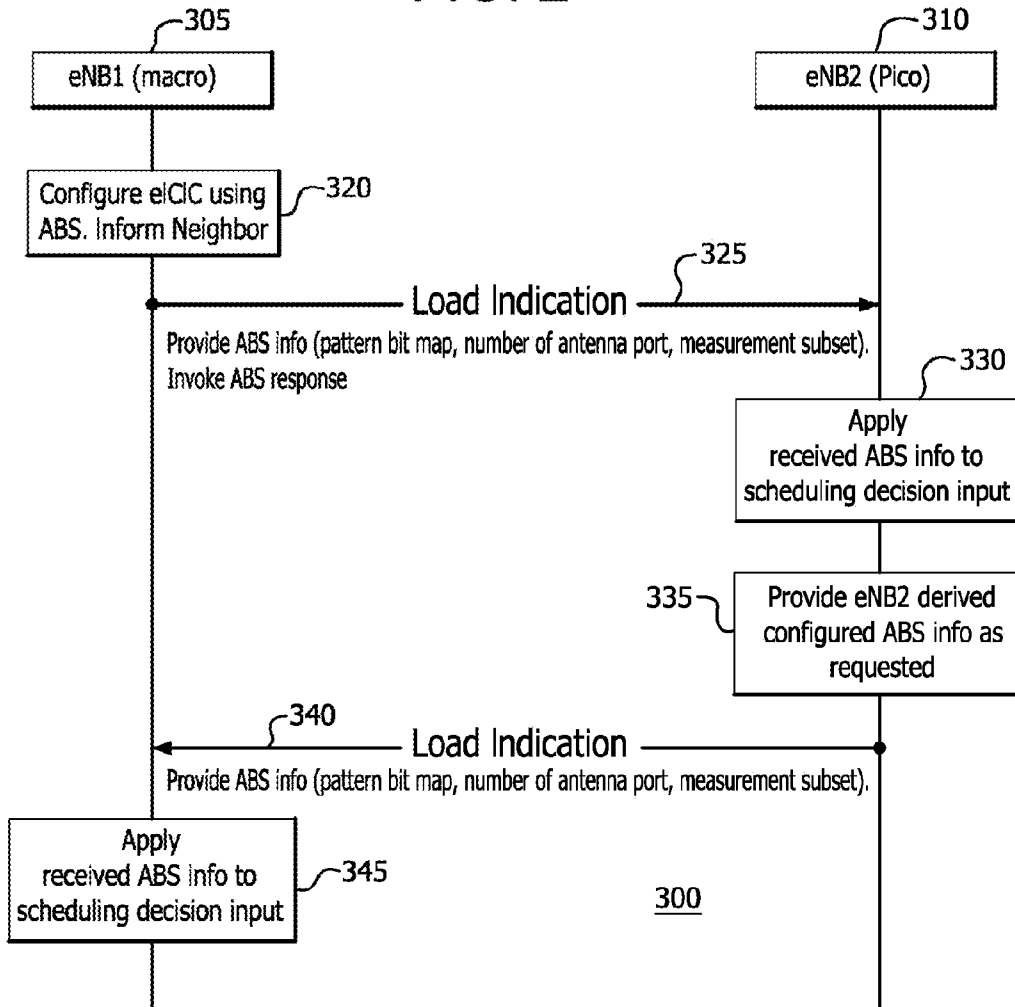 305
310
eNB1 (macro)
eNB2 (Pico)
320
Configure eICIC using
ABS. Inform Neighbor
325
Load Indication
Provide ABS info (pattern bit map, number of antenna port, measurement subset).
Invoke ABS response
330
Apply
received ABS info to
scheduling decision input
335
Provide eNB2 derived
configured ABS info as
requested
340
Load Indication
Provide ABS info (pattern bit map, number of antenna port, measurement subset).
Apply
received ABS info to
scheduling decision input
345
300